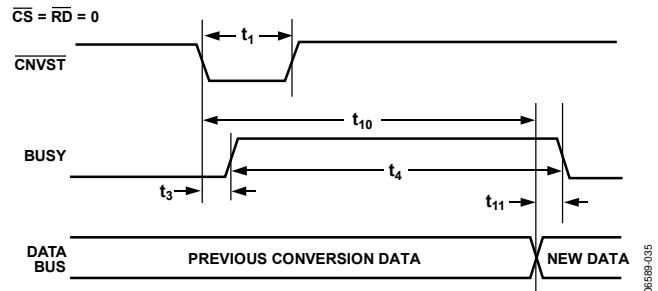 CS = RD = 0
t1
CNVST
t10
BUSY
t4
t3
t11
DATA
BUS
PREVIOUS CONVERSION DATA
NEW DATA
06589-035